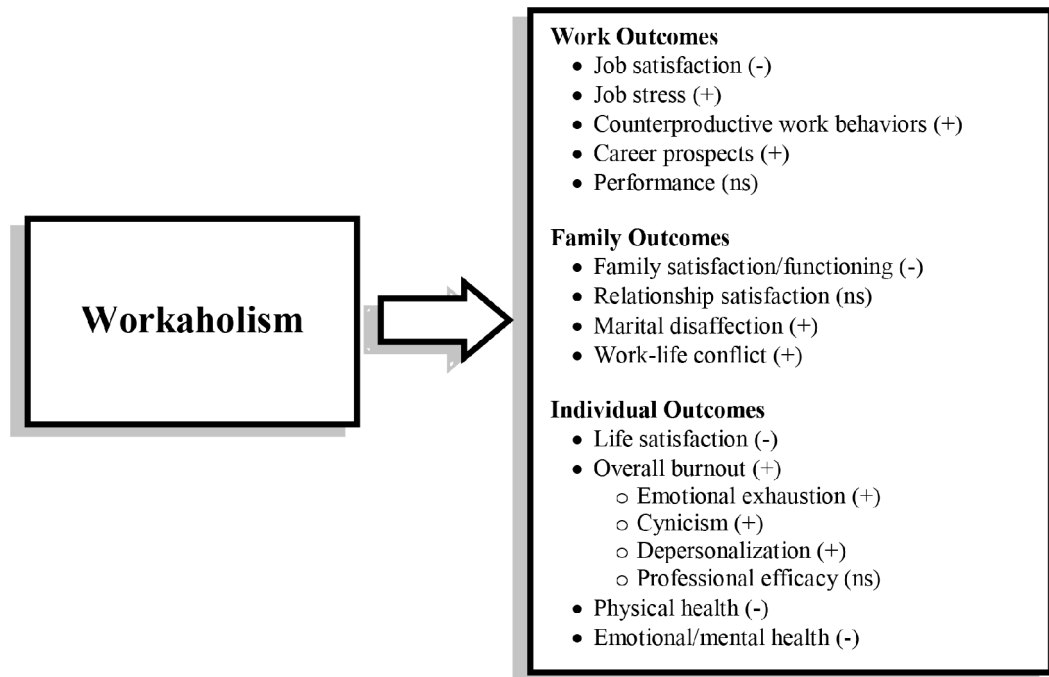 Workaholism
Work Outcomes
• Job satisfaction (-)
• Job stress (+)
• Counterproductive work behaviors (+)
• Career prospects (+)
• Performance (ns)
Family Outcomes
• Family satisfaction/functioning (-)
• Relationship satisfaction (ns)
• Marital disaffection (+)
• Work-life conflict (+)
Individual Outcomes
• Life satisfaction (-)
• Overall burnout (+)
o Emotional exhaustion (+)
o Cynicism (+)
o Depersonalization (+)
o Professional efficacy (ns)
• Physical health (-)
• Emotional/mental health (-)